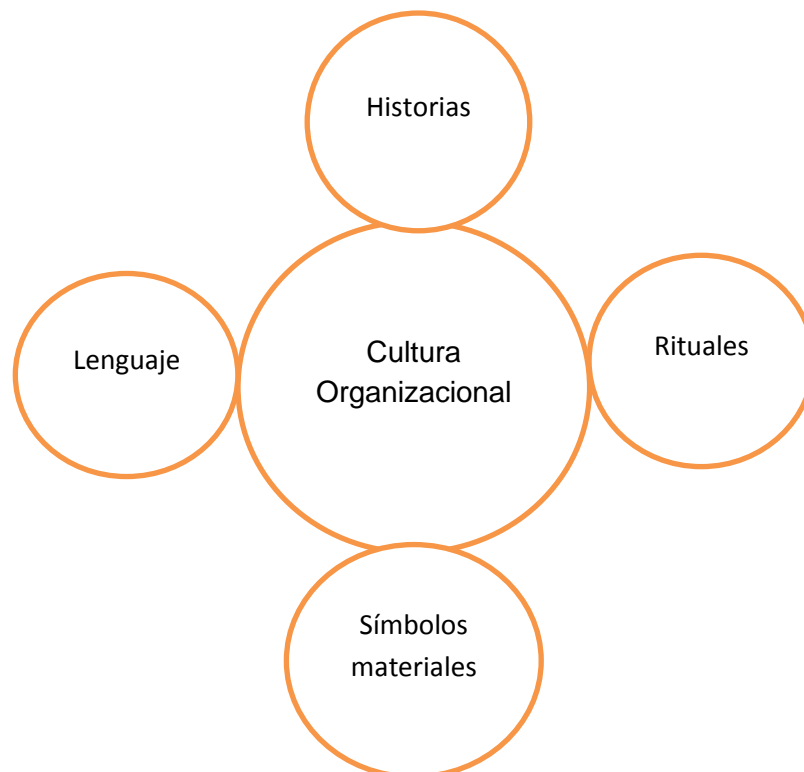 Historias
Lenguaje
Cultura
Organizacional
Rituales
Símbolos
materiales